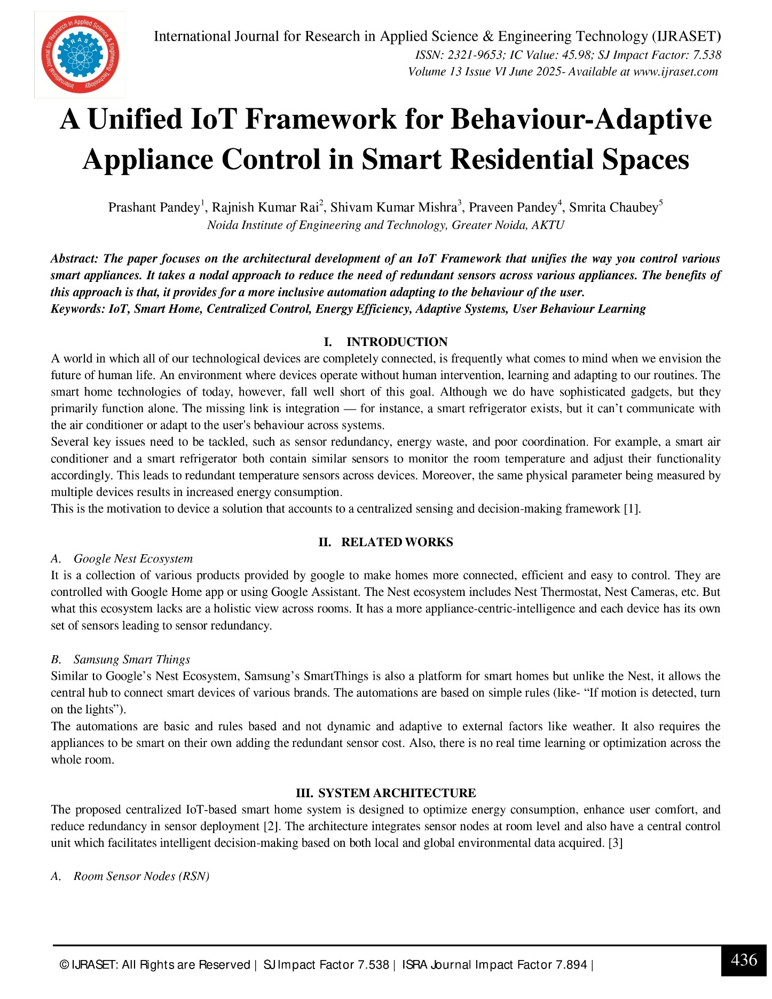 International Journal for Research in Applied Science & Engineering Technology
IJRASET
International Journal for Research in Applied Science & Engineering Technology (IJRASET)
ISSN: 2321-9653; IC Value: 45.98; SJ Impact Factor: 7.538
Volume 13 Issue VI June 2025- Available at www.ijraset.com
A Unified IoT Framework for Behaviour-Adaptive
Appliance Control in Smart Residential Spaces
Prashant Pandey1, Rajnish Kumar Rai2, Shivam Kumar Mishra3, Praveen Pandey4, Smrita Chaubey5
Noida Institute of Engineering and Technology, Greater Noida, AKTU
Abstract: The paper focuses on the architectural development of an IoT Framework that unifies the way you control various
smart appliances. It takes a nodal approach to reduce the need of redundant sensors across various appliances. The benefits of
this approach is that, it provides for a more inclusive automation adapting to the behaviour of the user.
Keywords: IoT, Smart Home, Centralized Control, Energy Efficiency, Adaptive Systems, User Behaviour Learning
I. INTRODUCTION
A world in which all of our technological devices are completely connected, is frequently what comes to mind when we envision the
future of human life. An environment where devices operate without human intervention, learning and adapting to our routines. The
smart home technologies of today, however, fall well short of this goal. Although we do have sophisticated gadgets, but they
primarily function alone. The missing link is integration — for instance, a smart refrigerator exists, but it can’t communicate with
the air conditioner or adapt to the user's behaviour across systems.
Several key issues need to be tackled, such as sensor redundancy, energy waste, and poor coordination. For example, a smart air
conditioner and a smart refrigerator both contain similar sensors to monitor the room temperature and adjust their functionality
accordingly. This leads to redundant temperature sensors across devices. Moreover, the same physical parameter being measured by
multiple devices results in increased energy consumption.
This is the motivation to device a solution that accounts to a centralized sensing and decision-making framework [1].
II. RELATED WORKS
A. Google Nest Ecosystem
It is a collection of various products provided by google to make homes more connected, efficient and easy to control. They are
controlled with Google Home app or using Google Assistant. The Nest ecosystem includes Nest Thermostat, Nest Cameras, etc. But
what this ecosystem lacks are a holistic view across rooms. It has a more appliance-centric-intelligence and each device has its own
set of sensors leading to sensor redundancy.
B. Samsung Smart Things
Similar to Google’s Nest Ecosystem, Samsung’s SmartThings is also a platform for smart homes but unlike the Nest, it allows the
central hub to connect smart devices of various brands. The automations are based on simple rules (like- “If motion is detected, turn
on the lights”).
The automations are basic and rules based and not dynamic and adaptive to external factors like weather. It also requires the
appliances to be smart on their own adding the redundant sensor cost. Also, there is no real time learning or optimization across the
whole room.
III. SYSTEM ARCHITECTURE
The proposed centralized IoT-based smart home system is designed to optimize energy consumption, enhance user comfort, and
reduce redundancy in sensor deployment [2]. The architecture integrates sensor nodes at room level and also have a central control
unit which facilitates intelligent decision-making based on both local and global environmental data acquired. [3]
A. Room Sensor Nodes (RSN)
© IJRASET: All Rights are Reserved | SJ Impact Factor 7.538 | ISRA Journal Impact Factor 7.894 |
436